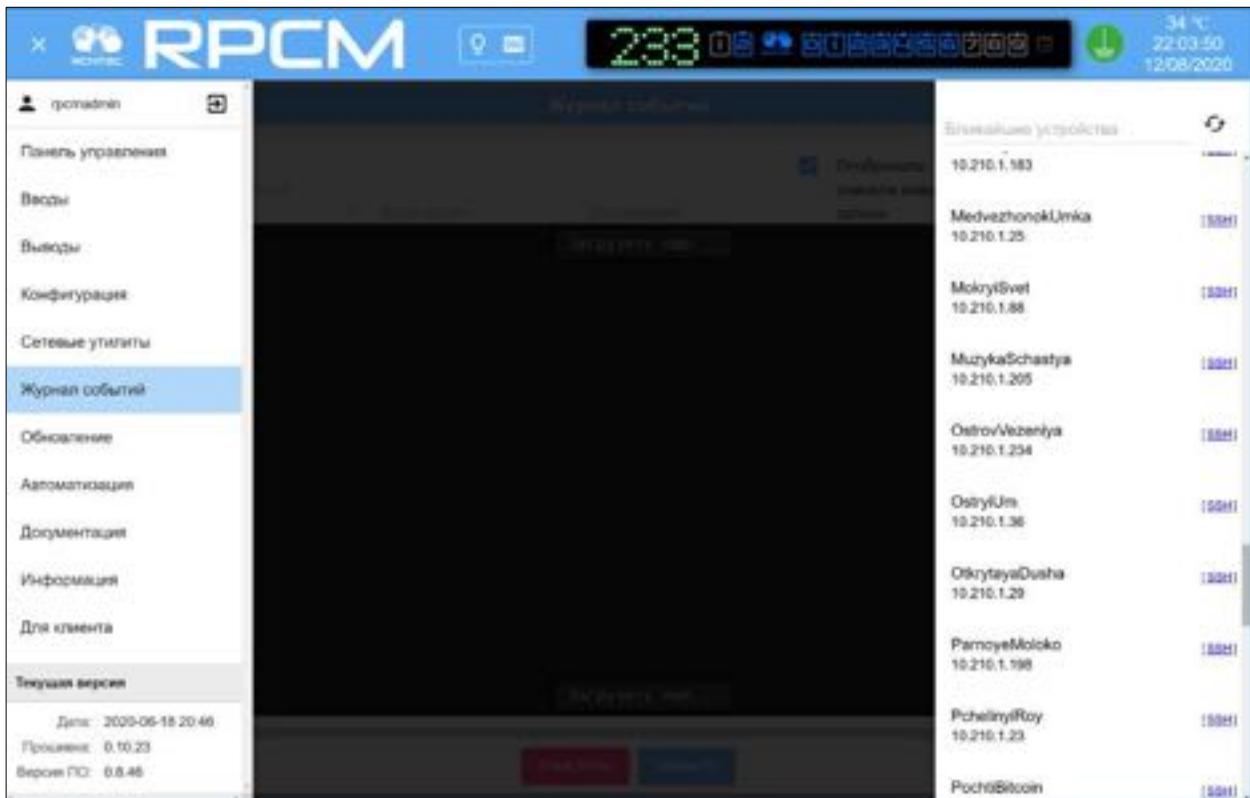 × RPCM
233
34 °C
22:03:50
12/08/2020
rpcmadmin
Панель управления
Вводы
Выводы
Конфигурация
Сетевые утилиты
Журнал событий
Обновление
Автоматизация
Документация
Информация
Для клиента
Текущая версия
Дата: 2020-06-18 20:46
Прошивка: 0.10.23
Версия ПО: 0.8.46
Журнал событий
Отображать
Загрузить еще...
Загрузить еще...
Ближайшие устройства
10.210.1.183
MedvezhonokUmka [SSH]
10.210.1.25
MokryiSvet [SSH]
10.210.1.88
MuzykaSchastya [SSH]
10.210.1.205
OstrovVezeniya [SSH]
10.210.1.234
OstryiUm [SSH]
10.210.1.36
OtkrytayaDusha [SSH]
10.210.1.29
ParnoyeMoloko [SSH]
10.210.1.198
PchelinyiRoy [SSH]
10.210.1.23
PochtiBitcoin [SSH]